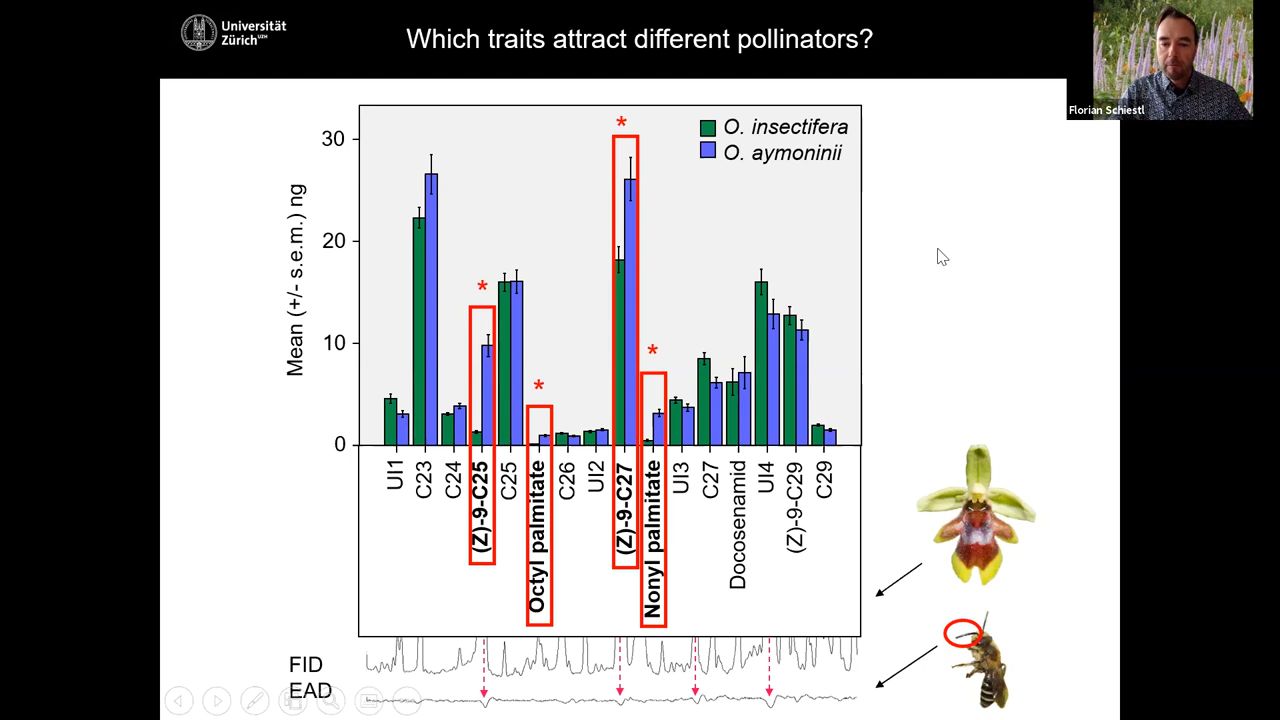 Universität
Zürich UZH
Which traits attract different pollinators?
Florian Schiestl
O. insectifera
O. aymoninii
Mean (+/- s.e.m.) ng
30
20
10
0
*
*
*
*
UI1
C23
C24
(Z)-9-C25
C25
Octyl palmitate
C26
UI2
(Z)-9-C27
Nonyl palmitate
UI3
C27
Docosenamid
UI4
(Z)-9-C29
C29
FID
EAD